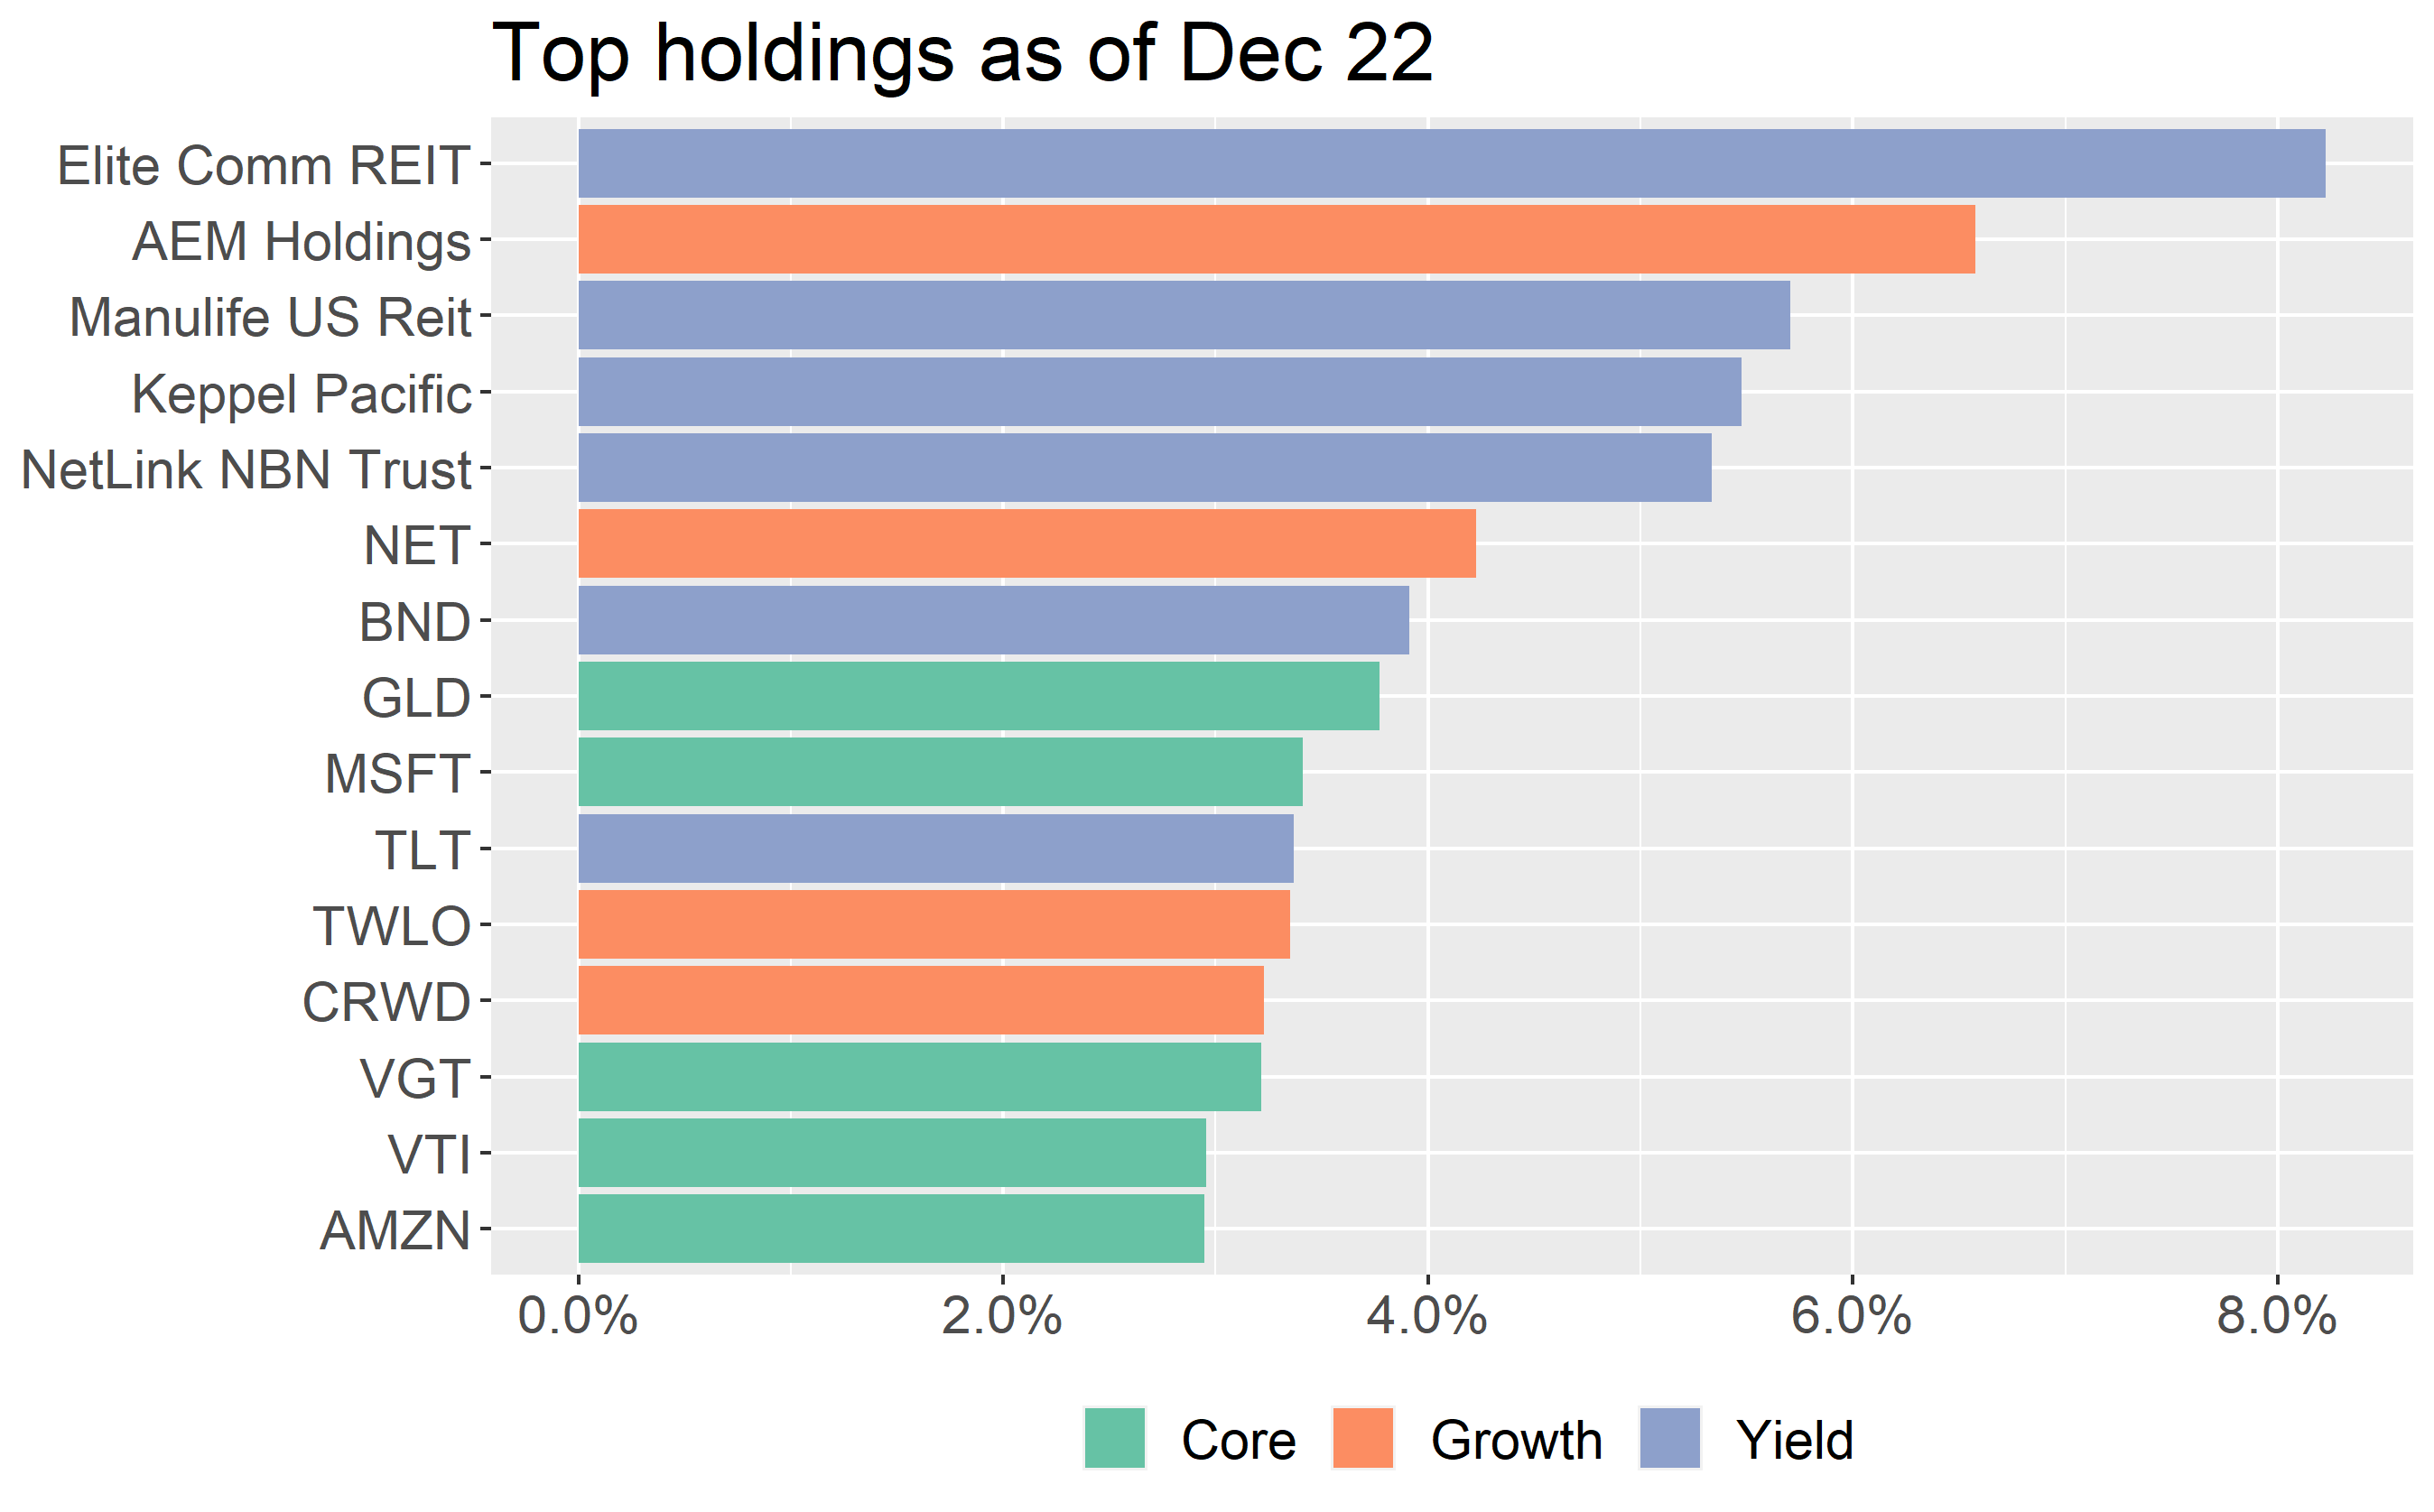 Top holdings as of Dec 22
Elite Comm REIT
AEM Holdings
Manulife US Reit
Keppel Pacific
NetLink NBN Trust
NET
BND
GLD
MSFT
TLT
TWLO
CRWD
VGT
VTI
AMZN
0.0% 2.0% 4.0% 6.0% 8.0%
Core Growth Yield